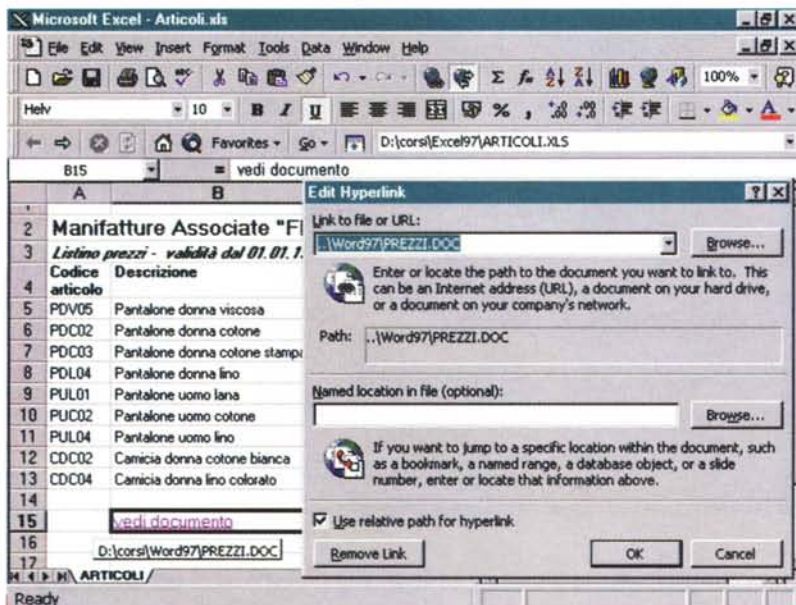 Microsoft Excel - Articoli.xls
File Edit View Insert Format Tools Data Window Help
100%
Helv 10 B I U % ,
Favorites Go D:\corsi\Excel97\ARTICOLI.XLS
B15 = vedi documento
A B
2 Manifatture Associate "F
3 Listino prezzi - validità dal 01.01.1
Codice Descrizione
4 articolo
5 PDV05 Pantalone donna viscosa
6 PDC02 Pantalone donna cotone
7 PDC03 Pantalone donna cotone stampa
8 PDL04 Pantalone donna lino
9 PUL01 Pantalone uomo lana
10 PUC02 Pantalone uomo cotone
11 PUL04 Pantalone uomo lino
12 CDC02 Camicia donna cotone bianca
13 CDC04 Camicia donna lino colorato
14
15 vedi documento
16 D:\corsi\Word97\PREZZI.DOC
17
ARTICOLI
Ready
Edit Hyperlink
Link to file or URL:
..\Word97\PREZZI.DOC Browse...
Enter or locate the path to the document you want to link to. This
can be an Internet address (URL), a document on your hard drive,
or a document on your company's network.
Path: ..\Word97\PREZZI.DOC
Named location in file (optional):
Browse...
If you want to jump to a specific location within the document, such
as a bookmark, a named range, a database object, or a slide
number, enter or locate that information above.
Use relative path for hyperlink
Remove Link OK Cancel